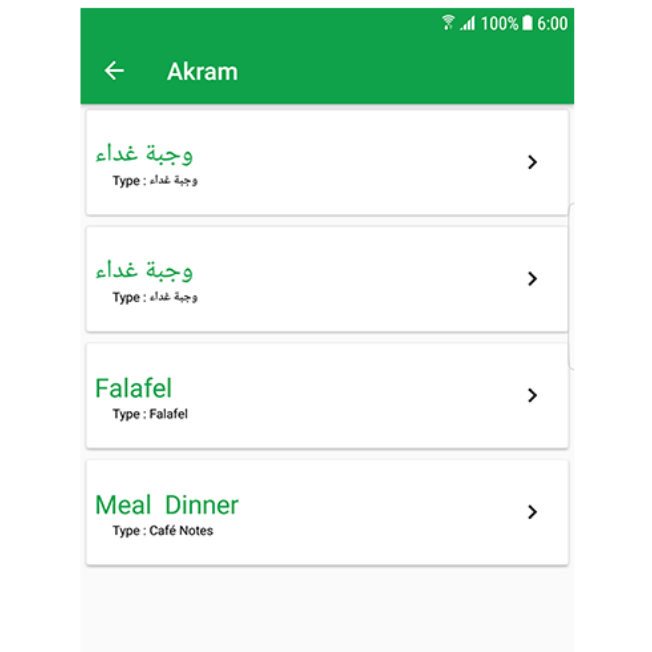 100% 6:00
Akram
وجبة غداء
Type : وجبة غداء
وجبة غداء
Type : وجبة غداء
Falafel
Type : Falafel
Meal Dinner
Type : Café Notes